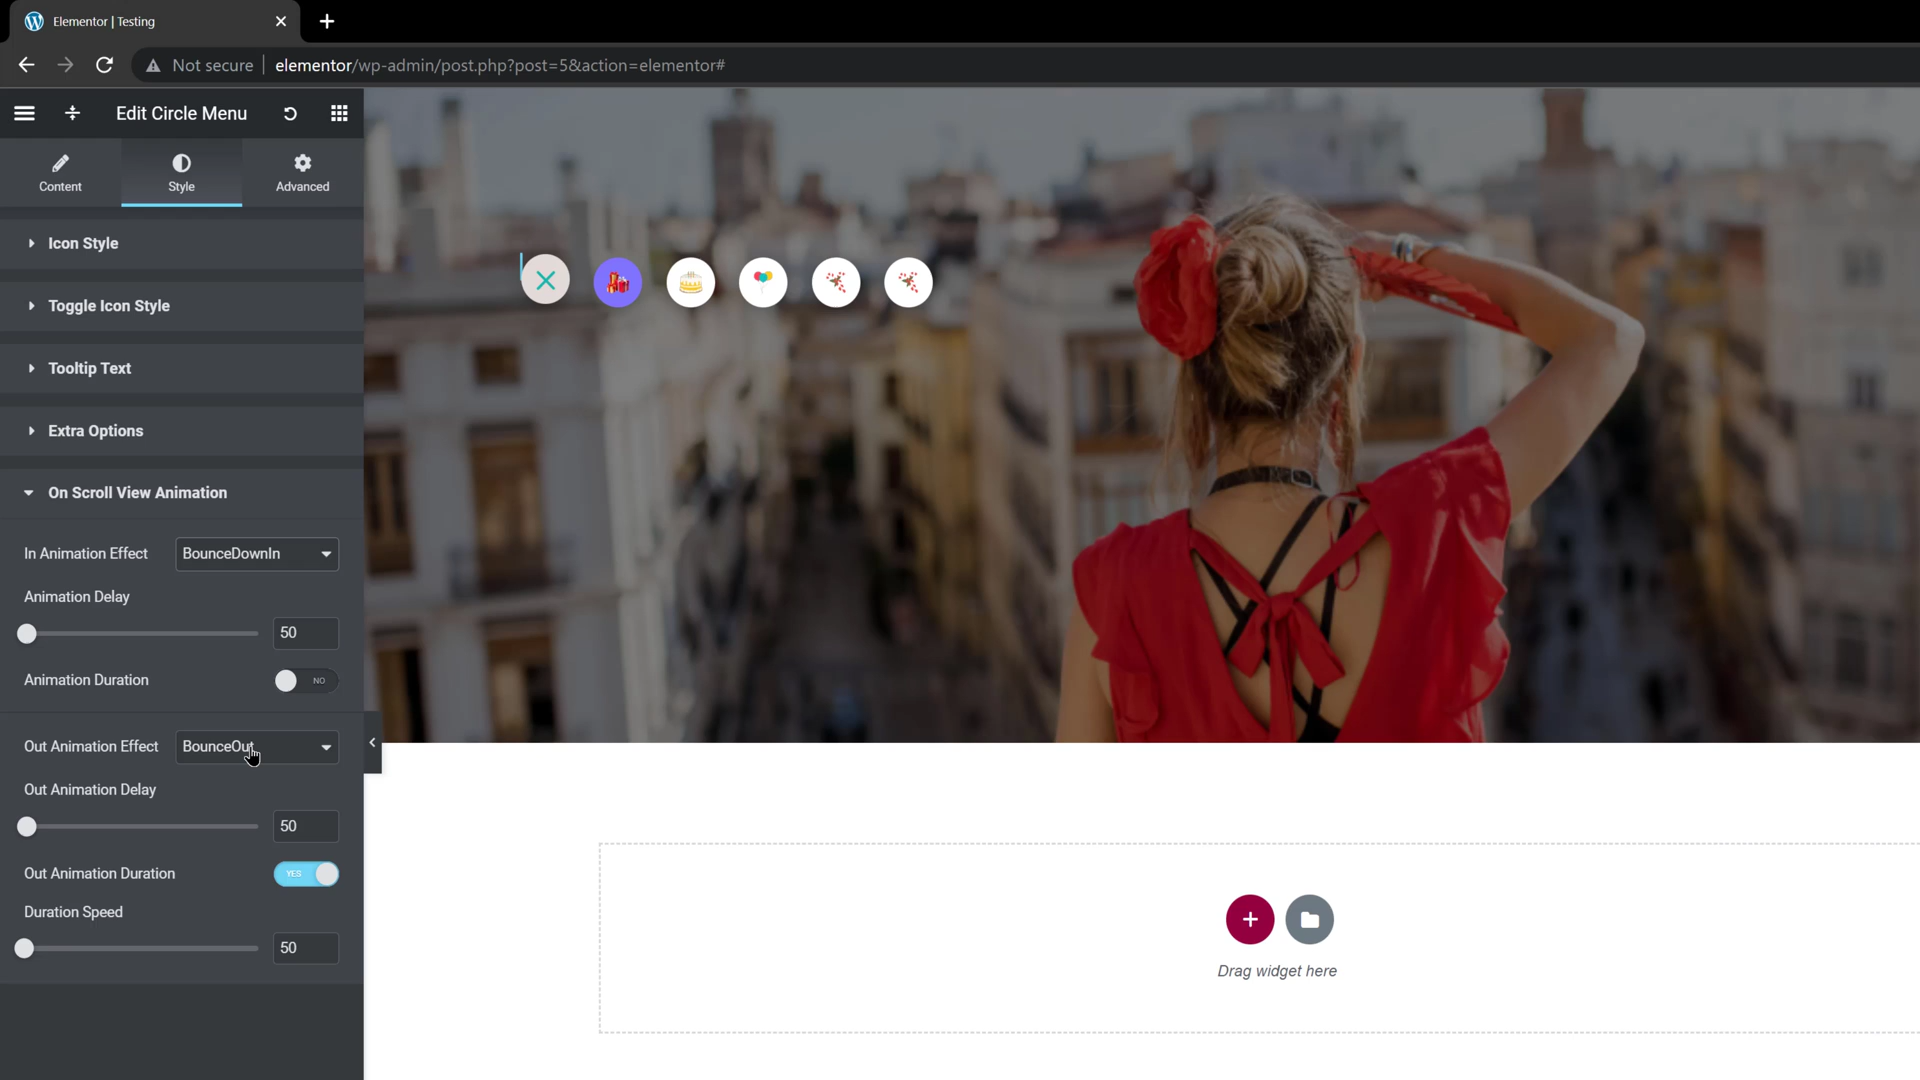 Elementor | Testing
Not secure
elementor/wp-admin/post.php?post=5&action=elementor#
Edit Circle Menu
Content
Style
Advanced
Icon Style
Toggle Icon Style
Tooltip Text
Extra Options
On Scroll View Animation
In Animation Effect
BounceDownIn
Animation Delay
50
Animation Duration
NO
Out Animation Effect
BounceOut
Out Animation Delay
50
Out Animation Duration
YES
Duration Speed
50
Drag widget here